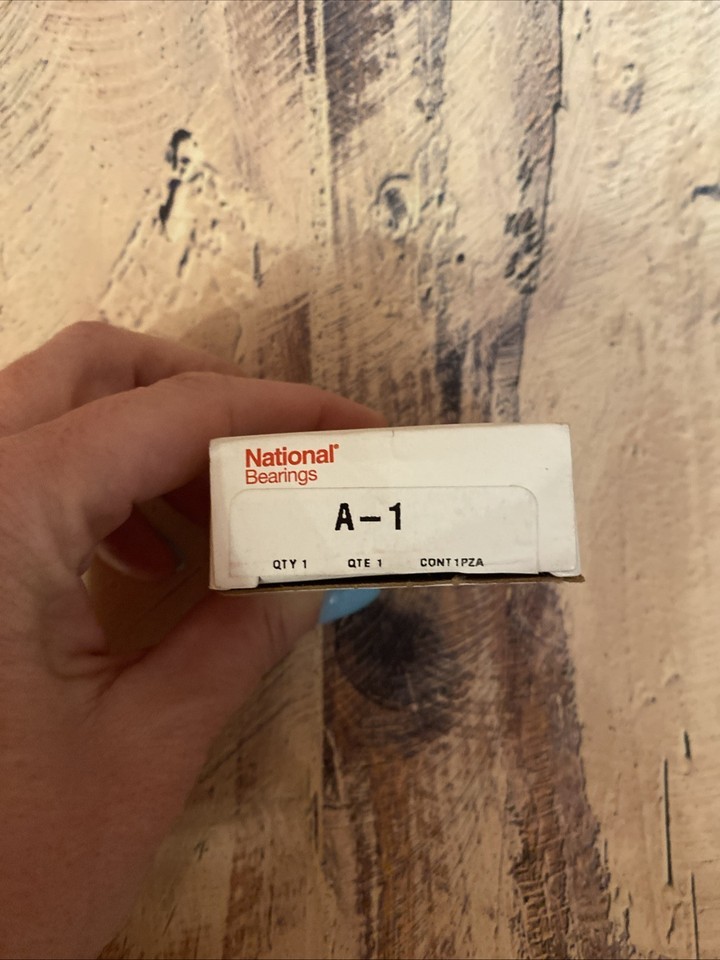 National®
Bearings
A-1
QTY 1 QTE 1 CONT1PZA